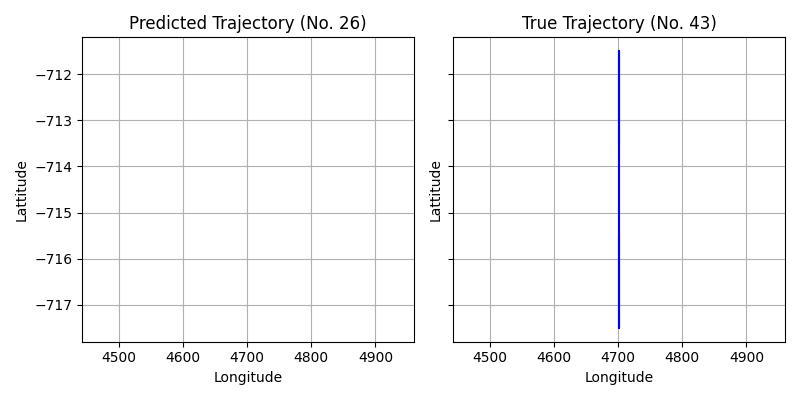 Predicted Trajectory (No. 26)
−712
−713
−714
−715
−716
−717
Lattitude
4500 4600 4700 4800 4900
Longitude
True Trajectory (No. 43)
Lattitude
4500 4600 4700 4800 4900
Longitude